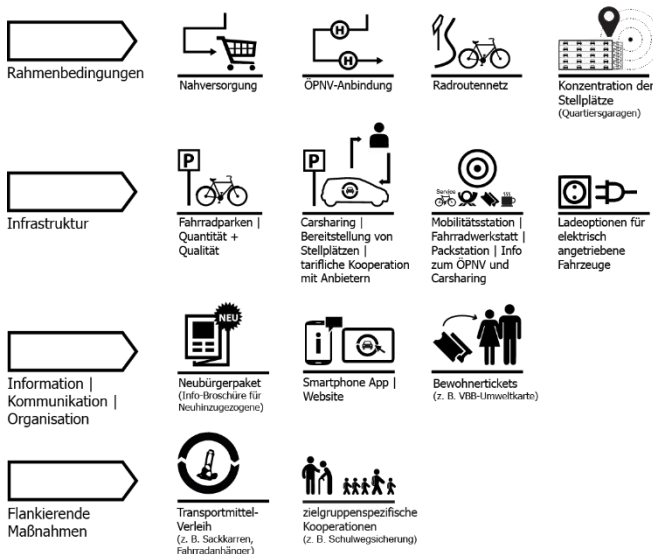 Rahmenbedingungen
Nahversorgung
H
H
ÖPNV-Anbindung
Radroutennetz
Konzentration der
Stellplätze
(Quartiersgaragen)
Infrastruktur
P
Fahrradparken |
Quantität +
Qualität
P
Carsharing |
Bereitstellung von
Stellplätzen |
tarifliche Kooperation
mit Anbietern
Service
Mobilitätsstation |
Fahrradwerkstatt |
Packstation | Info
zum ÖPNV und
Carsharing
Ladeoptionen für
elektrisch
angetriebene
Fahrzeuge
Information |
Kommunikation |
Organisation
NEU
Neubürgerpaket
(Info-Broschüre für
Neuhinzugezogene)
i
Smartphone App |
Website
Bewohnertickets
(z. B. VBB-Umweltkarte)
Flankierende
Maßnahmen
Transportmittel-
Verleih
(z. B. Sackkarren,
Fahrradanhänger)
zielgruppenspezifische
Kooperationen
(z. B. Schulwegsicherung)